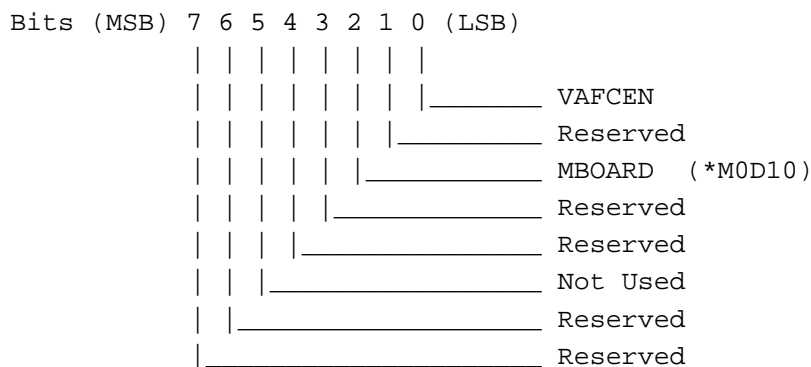 Bits (MSB) 7 6 5 4 3 2 1 0 (LSB)
VAFCEN
Reserved
MBOARD (*M0D10)
Reserved
Reserved
Not Used
Reserved
Reserved